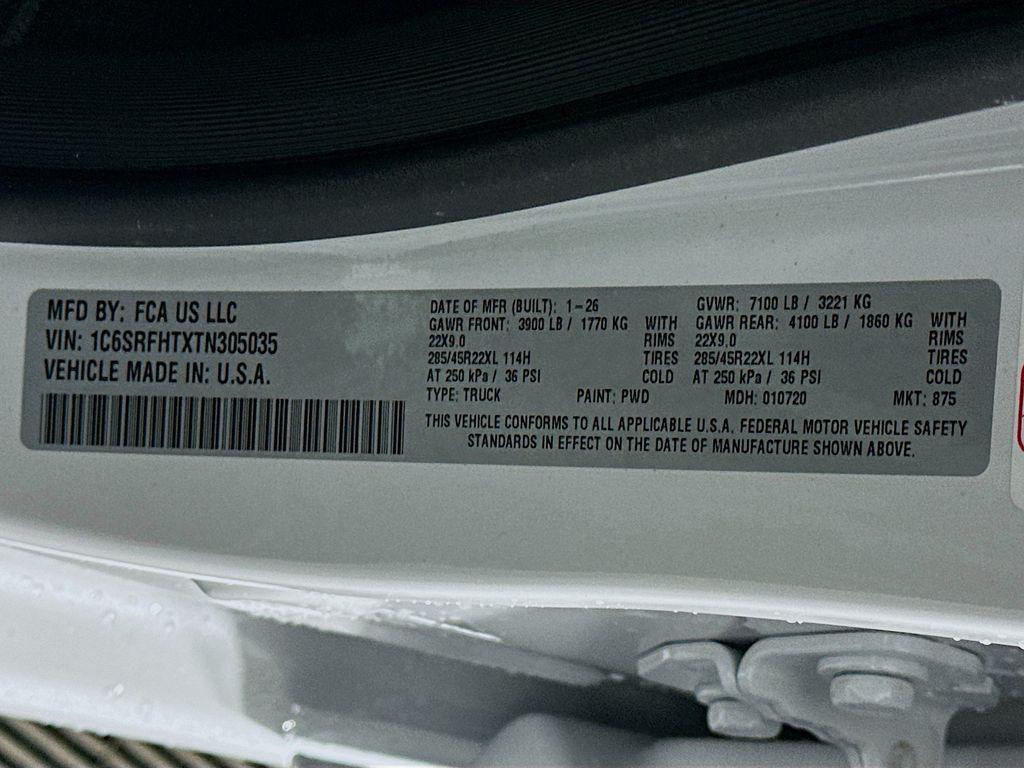 MFD BY: FCA US LLC
VIN: 1C6SRFHTXTN305035
VEHICLE MADE IN: U.S.A.
DATE OF MFR (BUILT): 1-26 GVWR: 7100 LB / 3221 KG
GAWR FRONT: 3900 LB / 1770 KG WITH GAWR REAR: 4100 LB / 1860 KG WITH
22X9.0 RIMS 22X9.0 RIMS
285/45R22XL 114H TIRES 285/45R22XL 114H TIRES
AT 250 kPa / 36 PSI COLD AT 250 kPa / 36 PSI COLD
TYPE: TRUCK PAINT: PWD MDH: 010720 MKT: 875
THIS VEHICLE CONFORMS TO ALL APPLICABLE U.S.A. FEDERAL MOTOR VEHICLE SAFETY
STANDARDS IN EFFECT ON THE DATE OF MANUFACTURE SHOWN ABOVE.